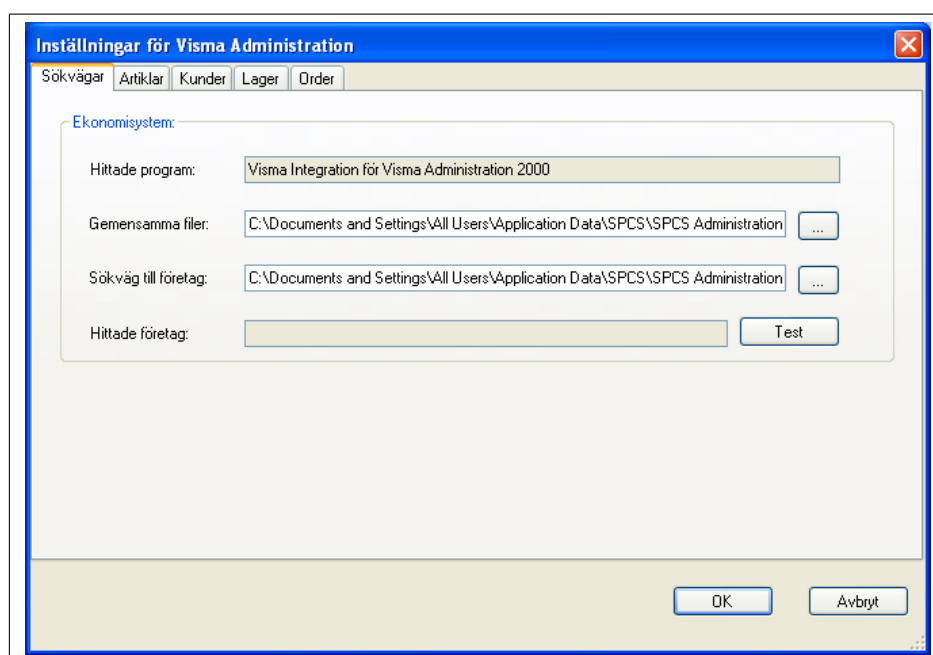 Inställningar för Visma Administration
Sökvägar Artiklar Kunder Lager Order
Ekonomisystem:
Hittade program: Visma Integration för Visma Administration 2000
Gemensamma filer: C:\Documents and Settings\All Users\Application Data\SPCS\SPCS Administration ...
Sökväg till företag: C:\Documents and Settings\All Users\Application Data\SPCS\SPCS Administration ...
Hittade företag: Test
OK Avbryt